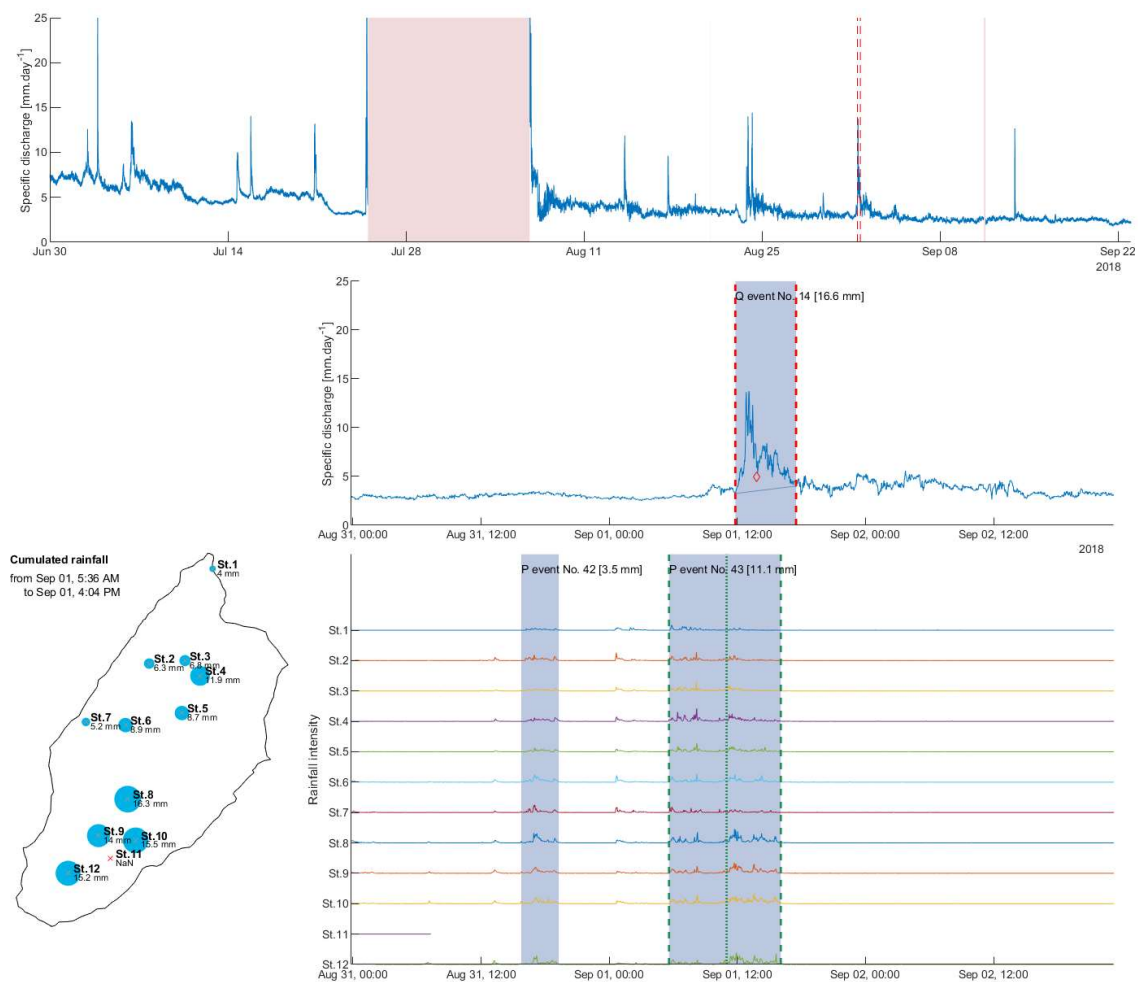 Specific discharge [mm.day⁻¹]
25
20
15
10
5
0
Jun 30
Jul 14
Jul 28
Aug 11
Aug 25
Sep 08
Sep 22
2018
Specific discharge [mm.day⁻¹]
25
20
15
10
5
0
Q event No. 14 [16.6 mm]
Aug 31, 00:00
Aug 31, 12:00
Sep 01, 00:00
Sep 01, 12:00
Sep 02, 00:00
Sep 02, 12:00
2018
Cumulated rainfall
from Sep 01, 5:36 AM
to Sep 01, 4:04 PM
St.1
4 mm
St.2
6.3 mm
St.3
6.8 mm
St.4
11.9 mm
St.5
8.7 mm
St.6
8.9 mm
St.7
5.2 mm
St.8
16.3 mm
St.9
14 mm
St.10
15.5 mm
St.11
NaN
St.12
15.2 mm
P event No. 42 [3.5 mm]
P event No. 43 [11.1 mm]
Rainfall intensity
St.1
St.2
St.3
St.4
St.5
St.6
St.7
St.8
St.9
St.10
St.11
St.12
Aug 31, 00:00
Aug 31, 12:00
Sep 01, 00:00
Sep 01, 12:00
Sep 02, 00:00
Sep 02, 12:00